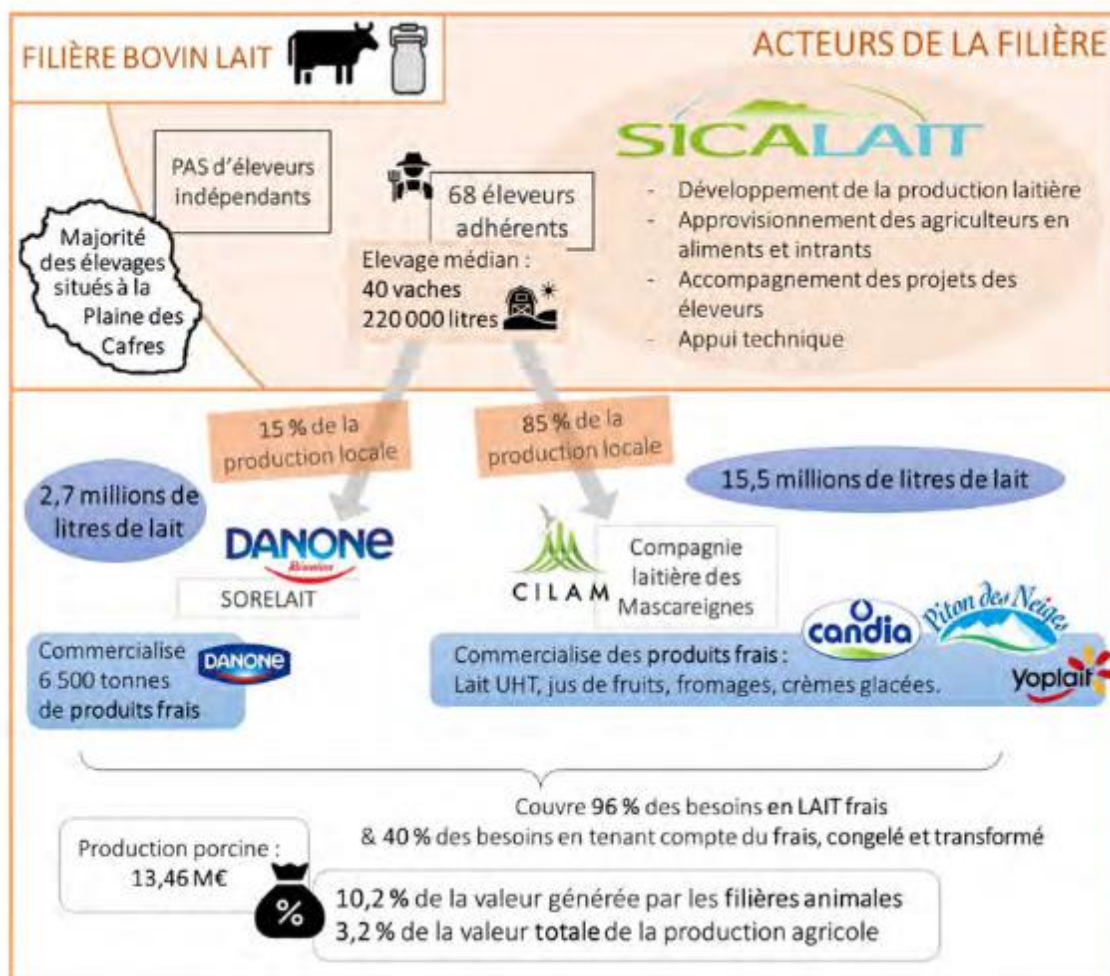 FILIÈRE BOVIN LAIT
ACTEURS DE LA FILIÈRE
SICALAIT
- Développement de la production laitière
- Approvisionnement des agriculteurs en
aliments et intrants
- Accompagnement des projets des
éleveurs
- Appui technique
PAS d'éleveurs
indépendants
68 éleveurs
adhérents
Majorité
des élevages
situés à la
Plaine des
Cafres
Elevage médian :
40 vaches
220 000 litres
15 % de la
production locale
85 % de la
production locale
2,7 millions de
litres de lait
15,5 millions de litres de lait
DANONE
Réunion
SORELAIT
CILAM
Compagnie
laitière des
Mascareignes
candia
Piton des Neiges
Yoplait
Commercialise
6 500 tonnes
de produits frais
DANONE
Commercialise des produits frais :
Lait UHT, jus de fruits, fromages, crèmes glacées.
Couvre 96 % des besoins en LAIT frais
& 40 % des besoins en tenant compte du frais, congelé et transformé
Production porcine :
13,46 M€
%
10,2 % de la valeur générée par les filières animales
3,2 % de la valeur totale de la production agricole